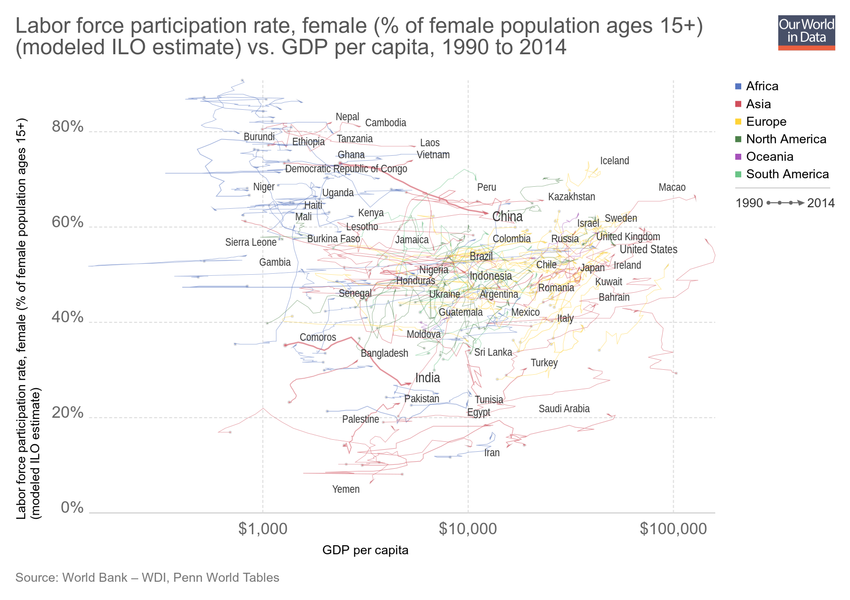 Labor force participation rate, female (% of female population ages 15+)
(modeled ILO estimate) vs. GDP per capita, 1990 to 2014
Our World
in Data
Labor force participation rate, female (% of female population ages 15+)
(modeled ILO estimate)
80%
60%
40%
20%
0%
Nepal
Cambodia
Burundi
Ethiopia
Tanzania
Laos
Ghana
Vietnam
Iceland
Democratic Republic of Congo
Niger
Uganda
Peru
Macao
Kazakhstan
Haiti
Mali
Kenya
China
Lesotho
Israel
Sweden
Sierra Leone
Burkina Faso
Jamaica
Colombia
Russia
United Kingdom
United States
Gambia
Brazil
Nigeria
Chile
Japan
Ireland
Honduras
Indonesia
Kuwait
Senegal
Ukraine
Argentina
Romania
Bahrain
Guatemala
Mexico
Italy
Comoros
Moldova
Bangladesh
Sri Lanka
Turkey
India
Pakistan
Tunisia
Egypt
Saudi Arabia
Palestine
Iran
Yemen
$1,000
$10,000
$100,000
GDP per capita
Africa
Asia
Europe
North America
Oceania
South America
1990
2014
Source: World Bank – WDI, Penn World Tables